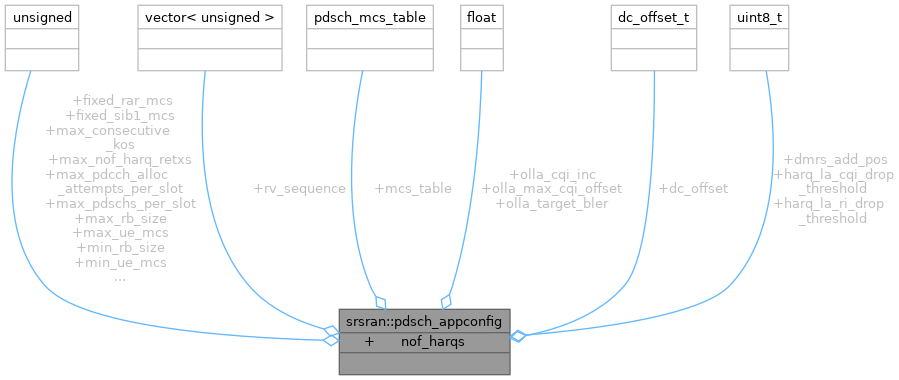 unsigned
vector< unsigned >
pdsch_mcs_table
float
dc_offset_t
uint8_t
+fixed_rar_mcs
+fixed_sib1_mcs
+max_consecutive
_kos
+max_nof_harq_retxs
+max_pdcch_alloc
_attempts_per_slot
+max_pdschs_per_slot
+max_rb_size
+max_ue_mcs
+min_rb_size
+min_ue_mcs
...
+rv_sequence
+mcs_table
+olla_cqi_inc
+olla_max_cqi_offset
+olla_target_bler
+dc_offset
+dmrs_add_pos
+harq_la_cqi_drop
_threshold
+harq_la_ri_drop
_threshold
srsran::pdsch_appconfig
+ nof_harqs